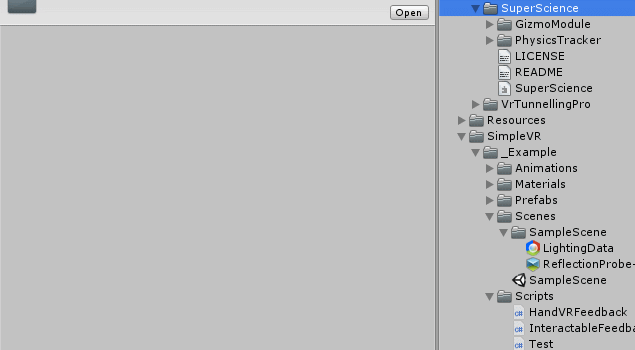 Open
SuperScience
GizmoModule
PhysicsTracker
LICENSE
README
SuperScience
VrTunnellingPro
Resources
SimpleVR
_Example
Animations
Materials
Prefabs
Scenes
SampleScene
LightingData
ReflectionProbe-
SampleScene
Scripts
HandVRFeedback
InteractableFeedba
Test